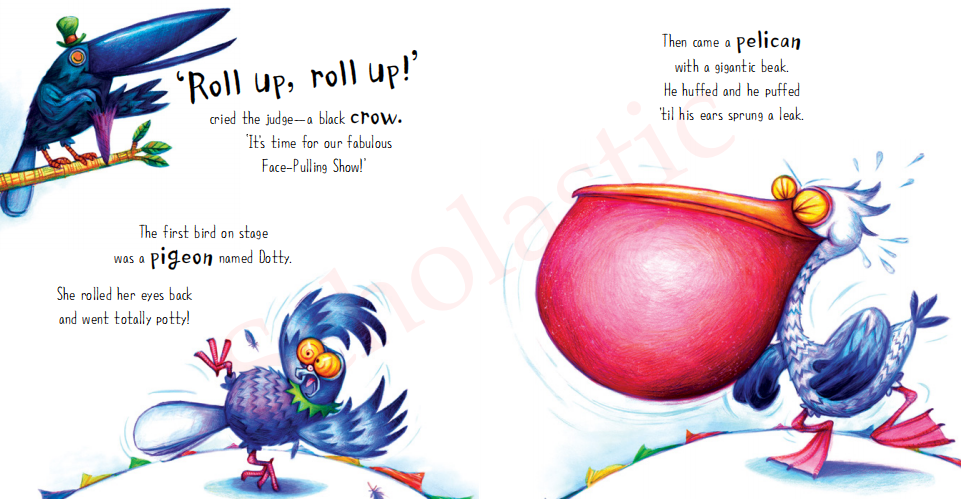 ‘Roll up, roll up!’
cried the judge—a black crow.
‘It’s time for our fabulous
Face-Pulling Show!’
The first bird on stage
was a pigeon named Dotty.
She rolled her eyes back
and went totally potty!
Then came a pelican
with a gigantic beak.
He huffed and he puffed
’til his ears sprung a leak.
Scholastic